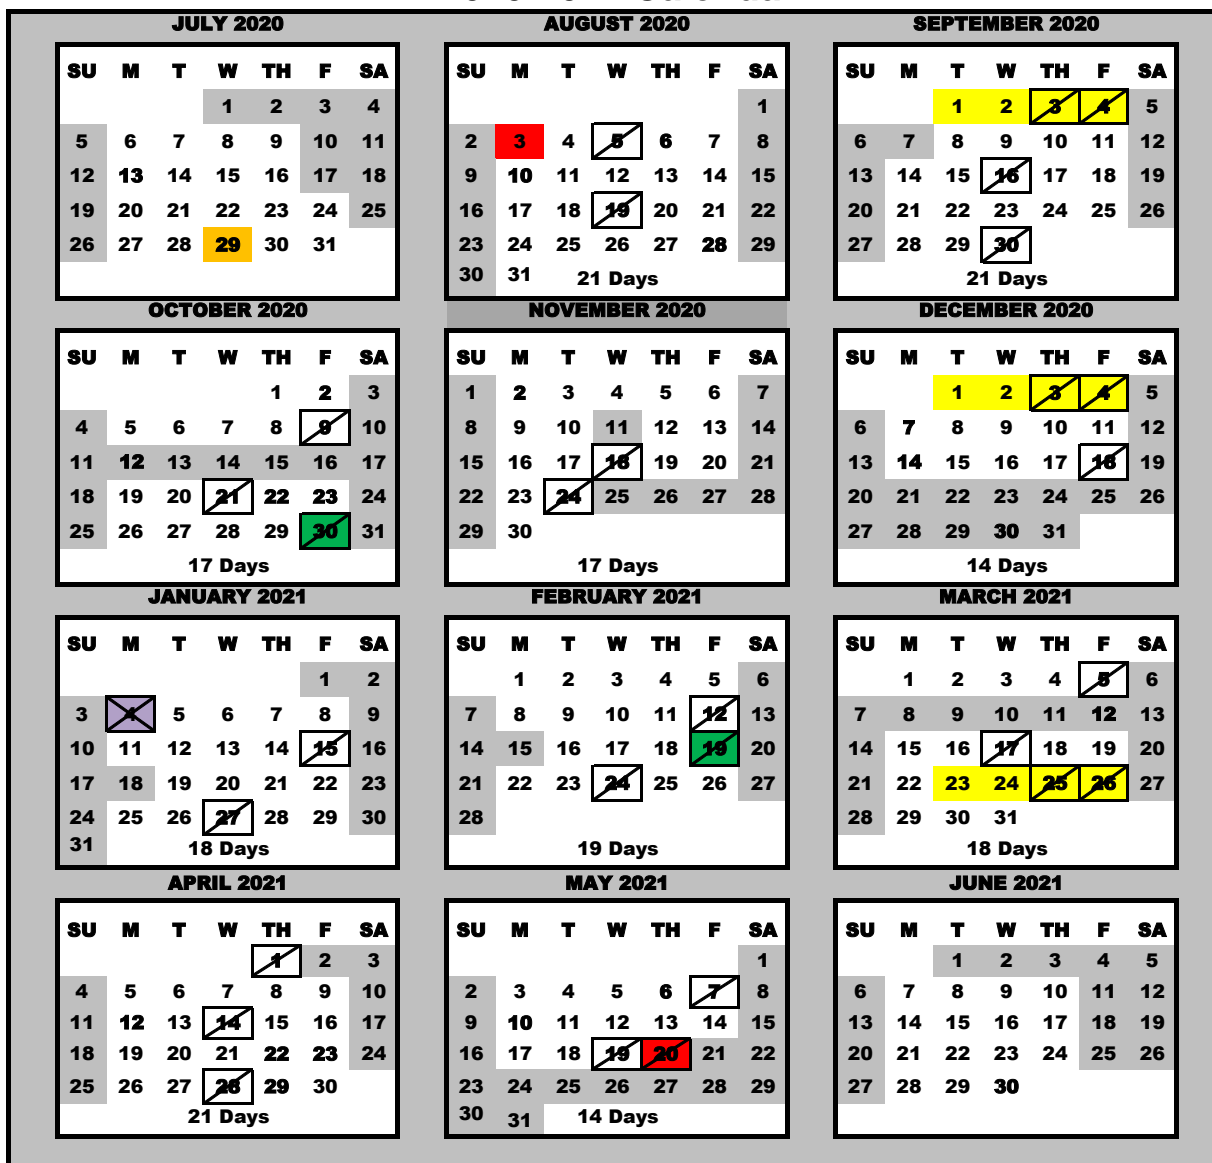 JULY 2020
SU M T W TH F SA
1 2 3 4
5 6 7 8 9 10 11
12 13 14 15 16 17 18
19 20 21 22 23 24 25
26 27 28 29 30 31
AUGUST 2020
SU M T W TH F SA
1
2 3 4 5 6 7 8
9 10 11 12 13 14 15
16 17 18 19 20 21 22
23 24 25 26 27 28 29
30 31 21 Days
SEPTEMBER 2020
SU M T W TH F SA
1 2 3 4 5
6 7 8 9 10 11 12
13 14 15 16 17 18 19
20 21 22 23 24 25 26
27 28 29 30
21 Days
OCTOBER 2020
SU M T W TH F SA
1 2 3
4 5 6 7 8 9 10
11 12 13 14 15 16 17
18 19 20 21 22 23 24
25 26 27 28 29 30 31
17 Days
NOVEMBER 2020
SU M T W TH F SA
1 2 3 4 5 6 7
8 9 10 11 12 13 14
15 16 17 18 19 20 21
22 23 24 25 26 27 28
29 30
17 Days
DECEMBER 2020
SU M T W TH F SA
1 2 3 4 5
6 7 8 9 10 11 12
13 14 15 16 17 18 19
20 21 22 23 24 25 26
27 28 29 30 31
14 Days
JANUARY 2021
SU M T W TH F SA
1 2
3 4 5 6 7 8 9
10 11 12 13 14 15 16
17 18 19 20 21 22 23
24 25 26 27 28 29 30
31 18 Days
FEBRUARY 2021
SU M T W TH F SA
1 2 3 4 5 6
7 8 9 10 11 12 13
14 15 16 17 18 19 20
21 22 23 24 25 26 27
28
19 Days
MARCH 2021
SU M T W TH F SA
1 2 3 4 5 6
7 8 9 10 11 12 13
14 15 16 17 18 19 20
21 22 23 24 25 26 27
28 29 30 31
18 Days
APRIL 2021
SU M T W TH F SA
1 2 3
4 5 6 7 8 9 10
11 12 13 14 15 16 17
18 19 20 21 22 23 24
25 26 27 28 29 30
21 Days
MAY 2021
SU M T W TH F SA
1
2 3 4 5 6 7 8
9 10 11 12 13 14 15
16 17 18 19 20 21 22
23 24 25 26 27 28 29
30 31 14 Days
JUNE 2021
SU M T W TH F SA
1 2 3 4 5
6 7 8 9 10 11 12
13 14 15 16 17 18 19
20 21 22 23 24 25 26
27 28 29 30